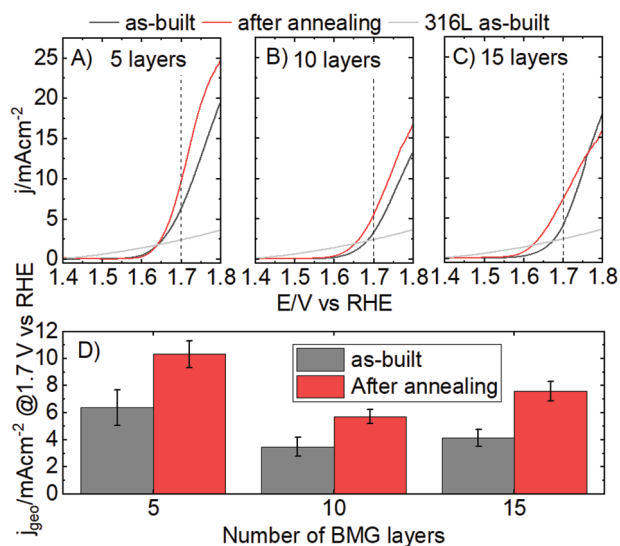 as-built after annealing 316L as-built
A) 5 layers
B) 10 layers
C) 15 layers
j/mAcm-2
25
20
15
10
5
0
1.4 1.5 1.6 1.7 1.8
1.4 1.5 1.6 1.7 1.8
1.4 1.5 1.6 1.7 1.8
E/V vs RHE
D)
as-built
After annealing
jgeo/mAcm-2 @1.7 V vs RHE
12
10
8
6
4
2
0
5 10 15
Number of BMG layers